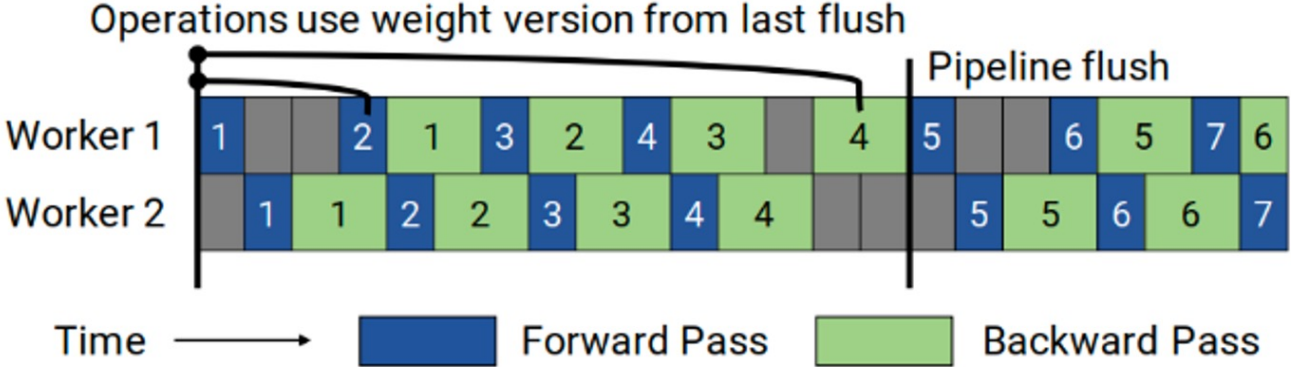 Operations use weight version from last flush
Pipeline flush
Worker 1 1 2 1 3 2 4 3 4 5 6 5 7 6
Worker 2 1 1 2 2 3 3 4 4 5 5 6 6 7
Time Forward Pass Backward Pass